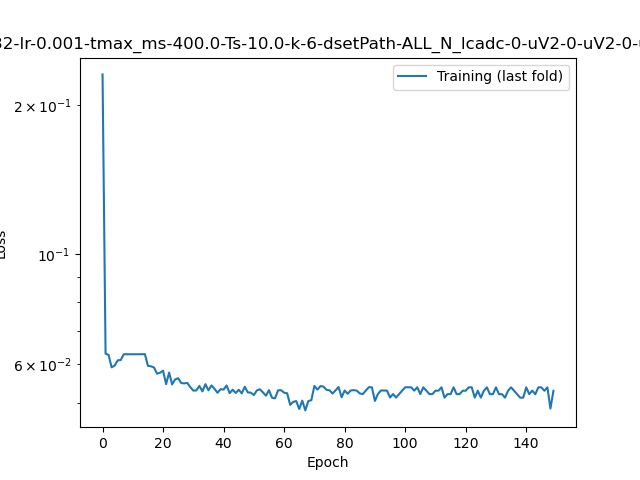 32-lr-0.001-tmax_ms-400.0-Ts-10.0-k-6-dsetPath-ALL_N_lcadc-0-uV2-0-uV2-0-u
Training (last fold)
2 × 10⁻¹
10⁻¹
6 × 10⁻²
Loss
0 20 40 60 80 100 120 140
Epoch